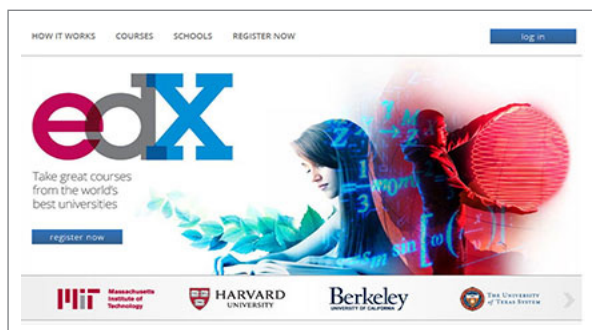 HOW IT WORKS COURSES SCHOOLS REGISTER NOW log in
edX
Take great courses
from the world's
best universities
register now
MIT Massachusetts
Institute of
Technology
HARVARD
UNIVERSITY
Berkeley
UNIVERSITY OF CALIFORNIA
THE UNIVERSITY
of TEXAS SYSTEM